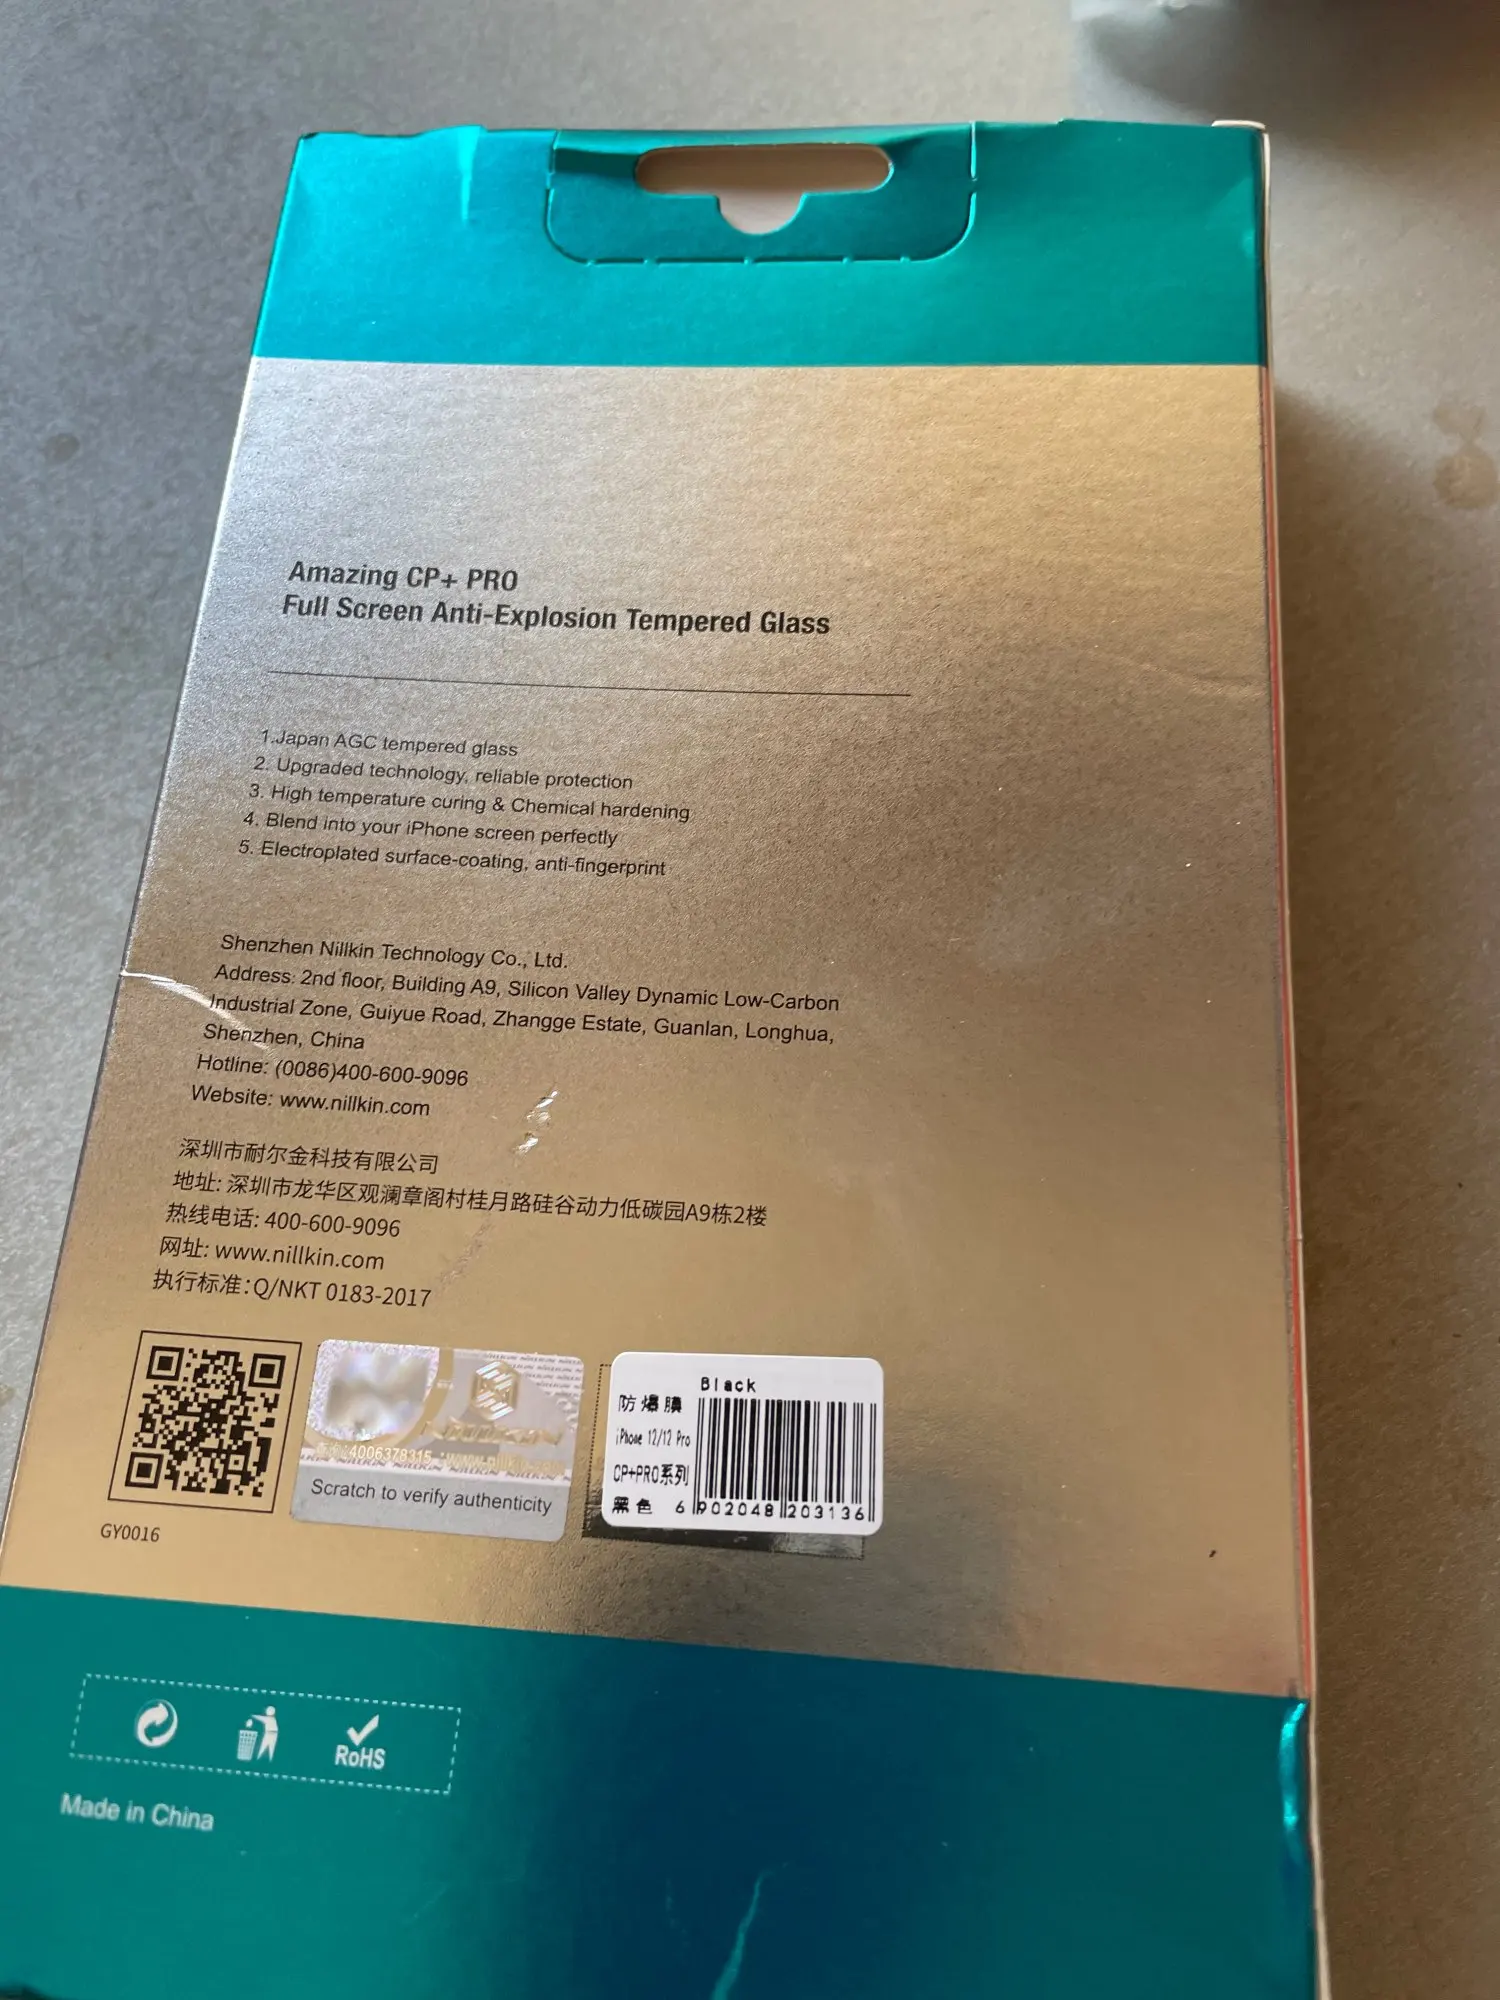 Amazing CP+ PRO
Full Screen Anti-Explosion Tempered Glass
1.Japan AGC tempered glass
2. Upgraded technology, reliable protection
3. High temperature curing & Chemical hardening
4. Blend into your iPhone screen perfectly
5. Electroplated surface-coating, anti-fingerprint
Shenzhen Nillkin Technology Co., Ltd.
Address: 2nd floor, Building A9, Silicon Valley Dynamic Low-Carbon
Industrial Zone, Guiyue Road, Zhangge Estate, Guanlan, Longhua,
Shenzhen, China
Hotline: (0086)400-600-9096
Website: www.nillkin.com
深圳市耐尔金科技有限公司
地址: 深圳市龙华区观澜章阁村桂月路硅谷动力低碳园A9栋2楼
热线电话: 400-600-9096
网址: www.nillkin.com
执行标准: Q/NKT 0183-2017
GY0016
4006378315
Scratch to verify authenticity
Black
防爆膜
iPhone 12/12 Pro
CP+PRO系列
黑色 6 902048 203136
RoHS
Made in China